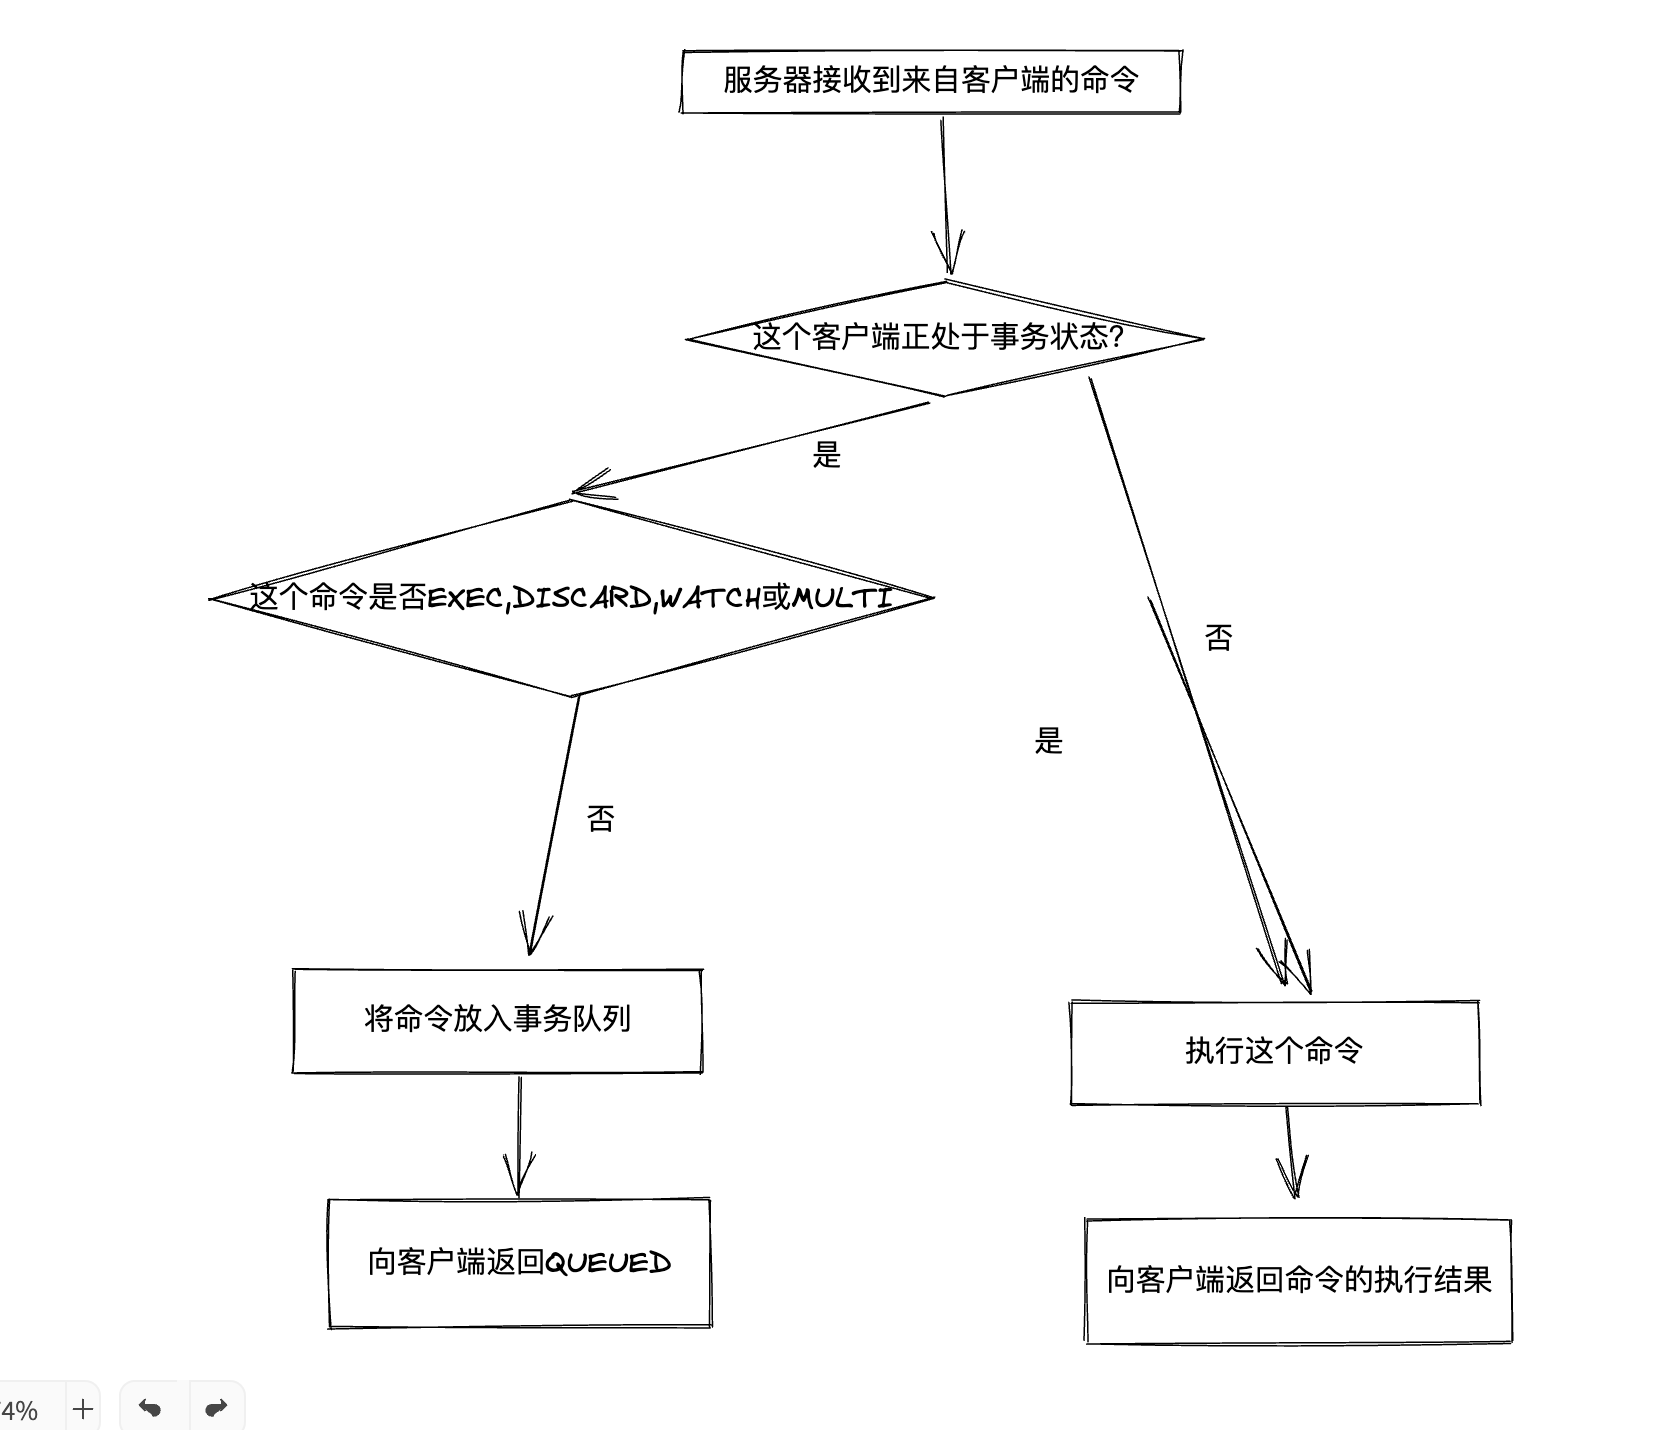 服务器接收到来自客户端的命令
这个客户端正处于事务状态?
是
这个命令是否EXEC,DISCARD,WATCH或MULTI
否
是
否
将命令放入事务队列
执行这个命令
向客户端返回QUEUED
向客户端返回命令的执行结果
4%